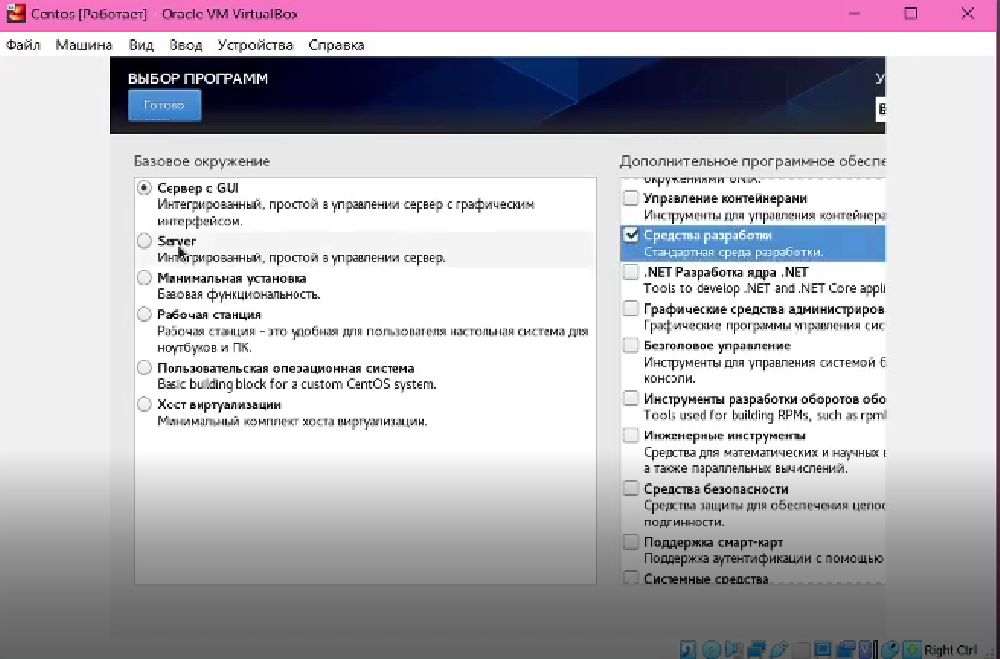 Centos [Работает] - Oracle VM VirtualBox
Файл Машина Вид Ввод Устройства Справка
ВЫБОР ПРОГРАММ
Готово
Базовое окружение
Сервер с GUI
Интегрированный, простой в управлении сервер с графическим
интерфейсом.
Server
Интегрированный, простой в управлении сервер.
Минимальная установка
Базовая функциональность.
Рабочая станция
Рабочая станция - это удобная для пользователя настольная система для
ноутбуков и ПК.
Пользовательская операционная система
Basic building block for a custom CentOS system.
Хост виртуализации
Минимальный комплект хоста виртуализации.
Дополнительное программное обеспе
окружениями UNIX.
Управление контейнерами
Инструменты для управления контейнера
Средства разработки
Стандартная среда разработки.
.NET Разработка ядра .NET
Tools to develop .NET and .NET Core appli
Графические средства администриров
Графические программы управления сис
Безголовое управление
Инструменты для управления системой б
консоли.
Инструменты разработки оборотов обо
Tools used for building RPMs, such as rpml
Инженерные инструменты
Средства для математических и научных в
а также параллельных вычислений.
Средства безопасности
Средства защиты для обеспечения целос
подлинности.
Поддержка смарт-карт
Поддержка аутентификации с помощью
Системные средства
Right Ctrl